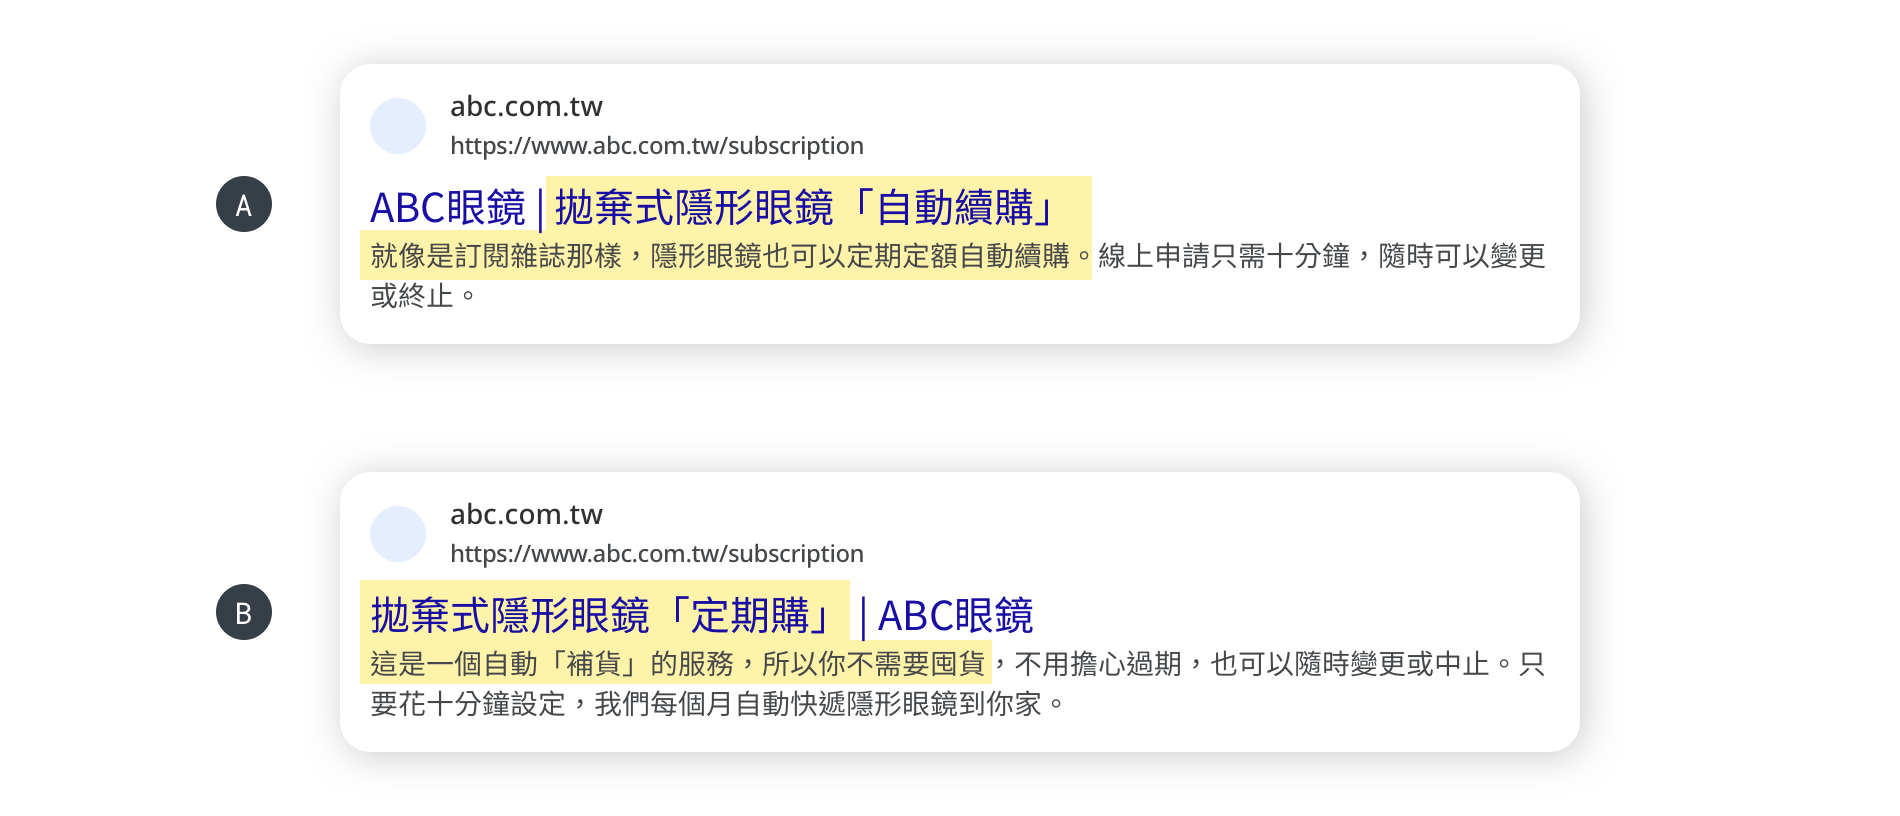 A
abc.com.tw
https://www.abc.com.tw/subscription
ABC眼鏡 | 拋棄式隱形眼鏡「自動續購」
就像是訂閱雜誌那樣，隱形眼鏡也可以定期定額自動續購。線上申請只需十分鐘，隨時可以變更
或終止。
B
abc.com.tw
https://www.abc.com.tw/subscription
拋棄式隱形眼鏡「定期購」 | ABC眼鏡
這是一個自動「補貨」的服務，所以你不需要囤貨，不用擔心過期，也可以隨時變更或中止。只
要花十分鐘設定，我們每個月自動快遞隱形眼鏡到你家。